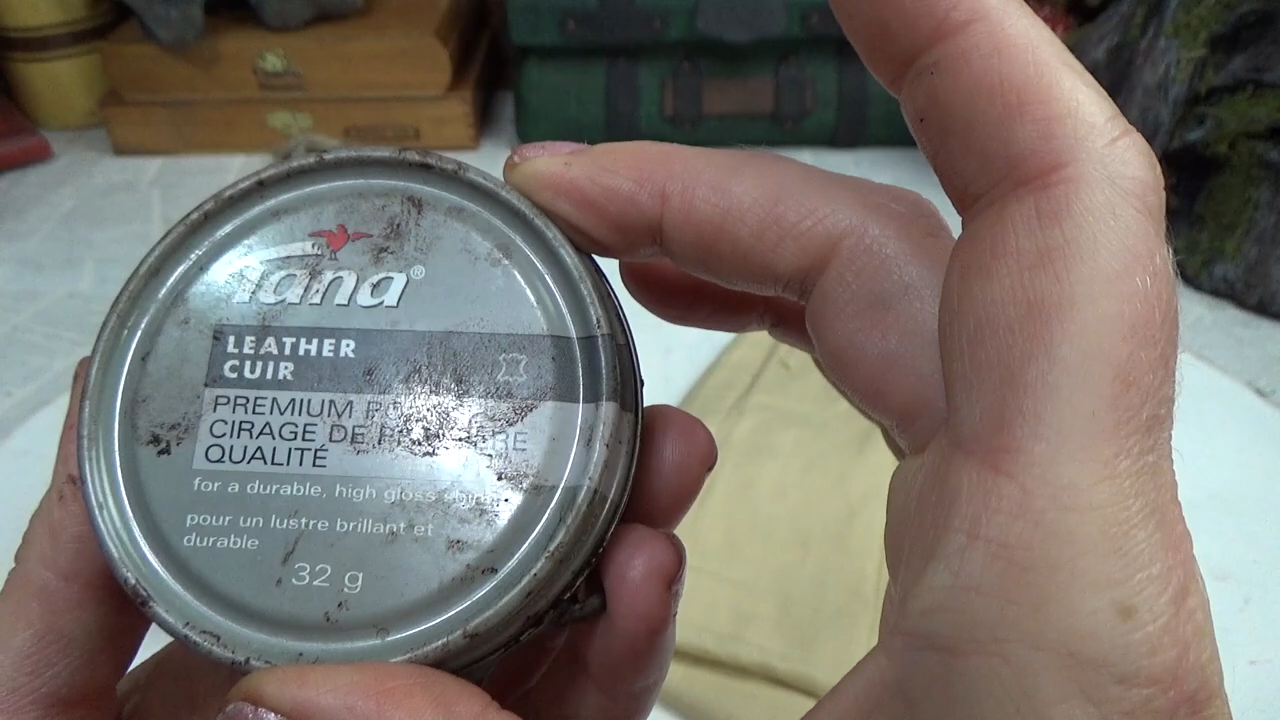 Tana®
LEATHER
CUIR
PREMIUM
CIRAGE DE
QUALITÉ
for a durable, high gloss
pour un lustre brillant et
durable
32 g